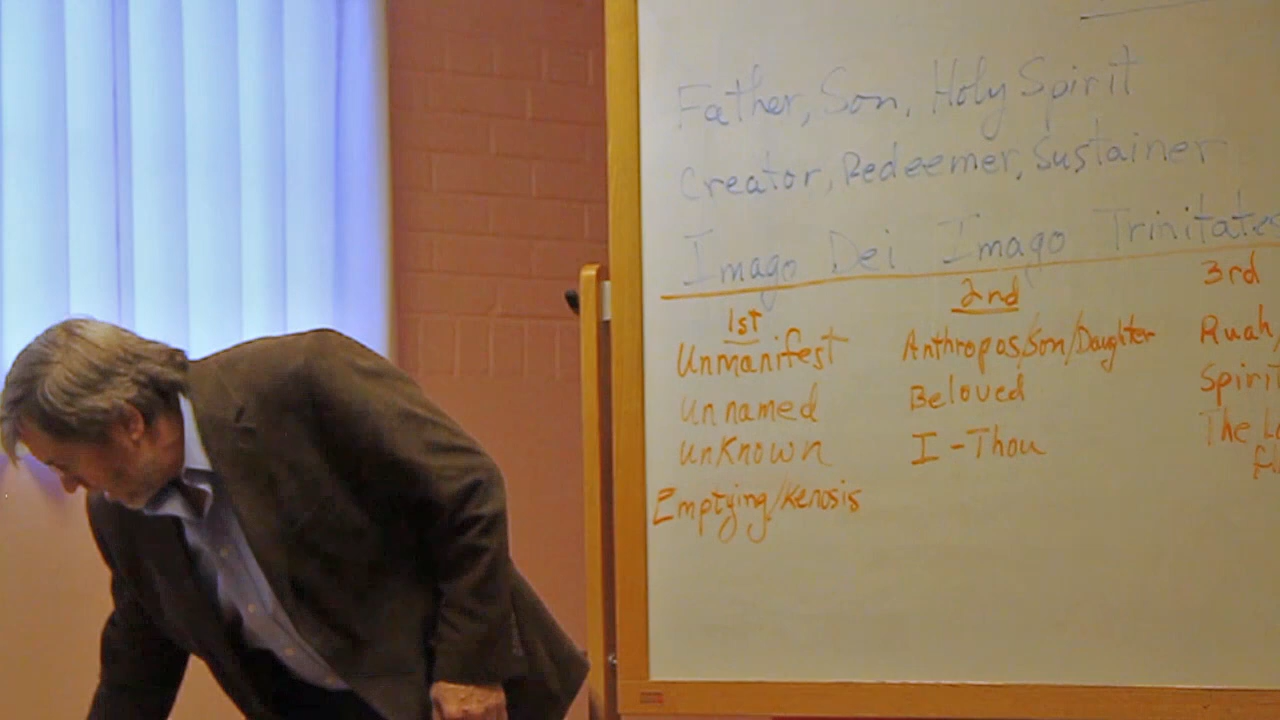 Father, Son, Holy Spirit
Creator, Redeemer, Sustainer
Imago Dei Imago Trinitates
1st
Unmanifest
Unnamed
UnKnown
Emptying/Kenosis
2nd
Anthropos/Son/Daughter
Beloved
I-Thou
3rd
Ruah/
Spirit
The